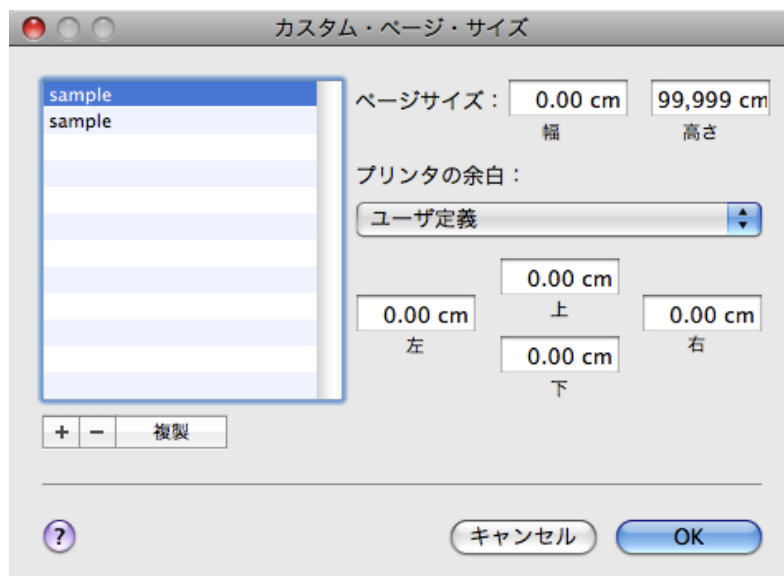 カスタム・ページ・サイズ
sample
sample
ページサイズ： 0.00 cm 99,999 cm
幅 高さ
プリンタの余白：
ユーザ定義
0.00 cm
上
0.00 cm 0.00 cm
左 右
0.00 cm
下
+ − 複製
? キャンセル OK